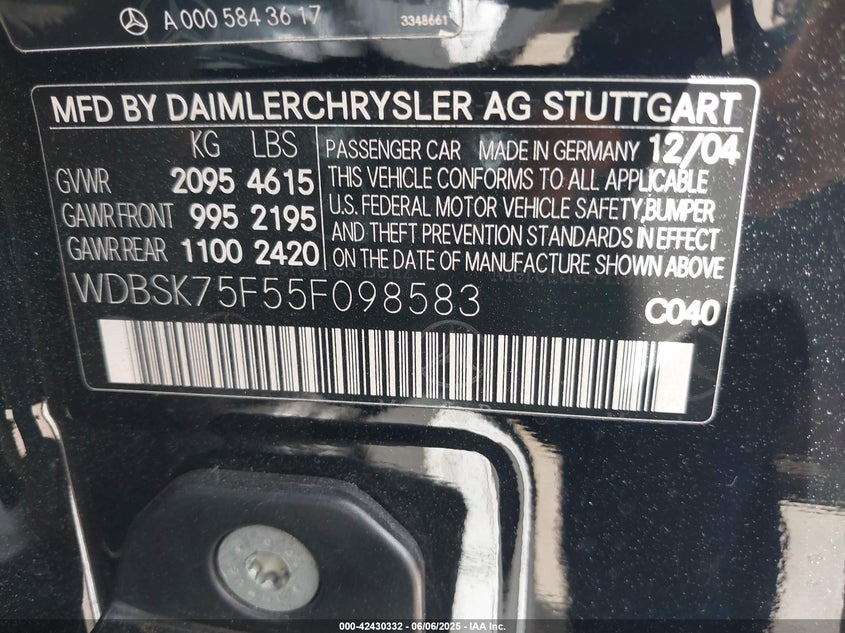 A 000 584 36 17 3348661
MFD BY DAIMLERCHRYSLER AG STUTTGART
KG LBS
GVWR 2095 4615
GAWR FRONT 995 2195
GAWR REAR 1100 2420
PASSENGER CAR MADE IN GERMANY 12/04
THIS VEHICLE CONFORMS TO ALL APPLICABLE
U.S. FEDERAL MOTOR VEHICLE SAFETY,BUMPER
AND THEFT PREVENTION STANDARDS IN EFFECT
ON THE DATE OF MANUFACTURE SHOWN ABOVE
WDBSK75F55F098583 C040
000-42430332 - 06/06/2025 - IAA Inc.